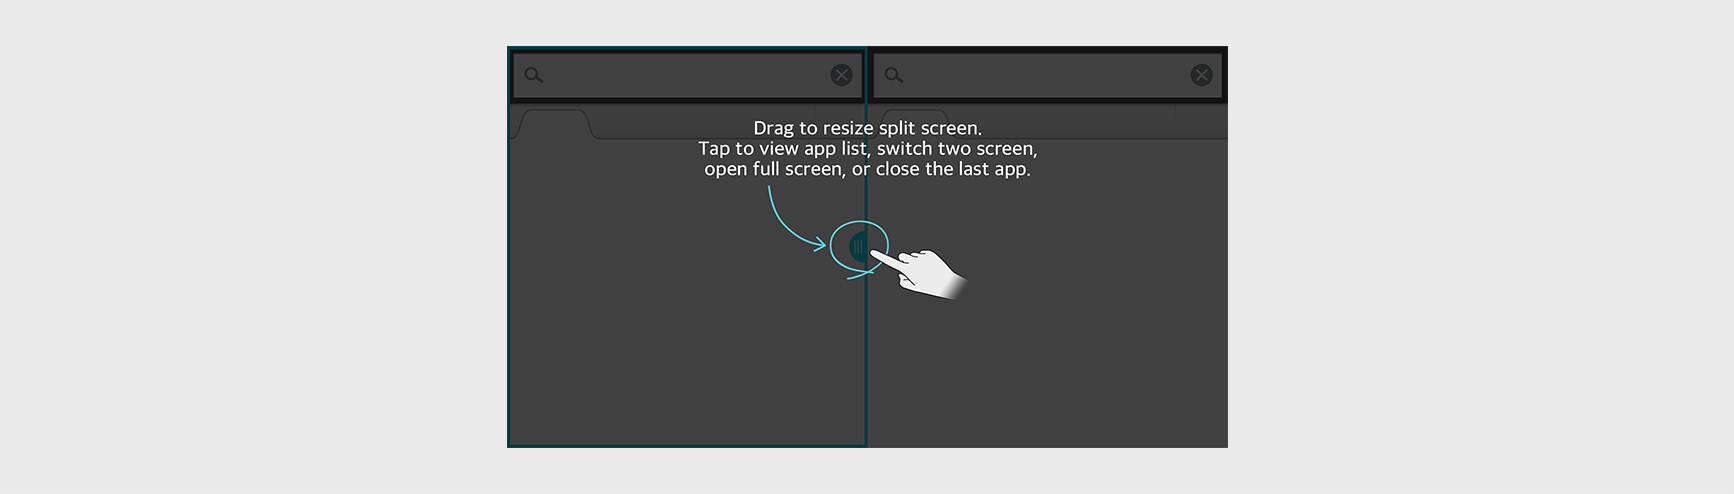 Drag to resize split screen.
Tap to view app list, switch two screen,
open full screen, or close the last app.